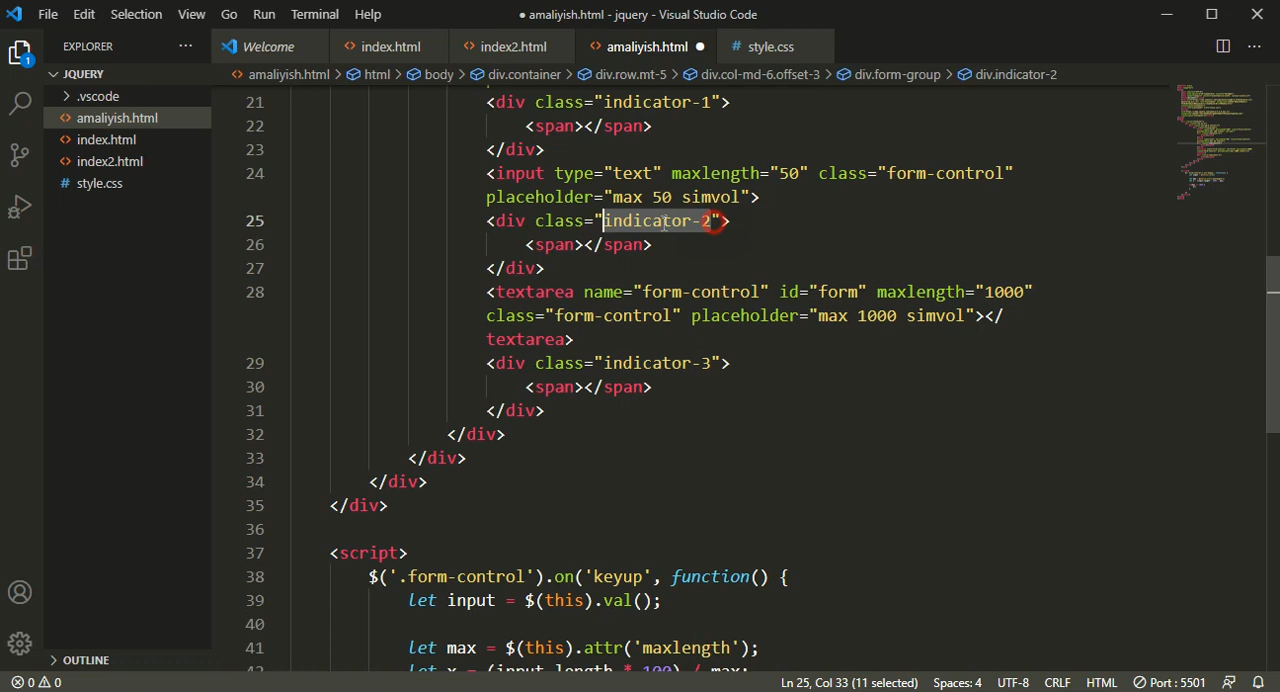 File Edit Selection View Go Run Terminal Help ● amaliyish.html - jquery - Visual Studio Code
EXPLORER ···
Welcome index.html index2.html amaliyish.html ● style.css ···
JQUERY
.vscode
amaliyish.html
index.html
index2.html
style.css
OUTLINE
1
amaliyish.html > html > body > div.container > div.row.mt-5 > div.col-md-6.offset-3 > div.form-group > div.indicator-2
21 <div class="indicator-1">
22 <span></span>
23 </div>
24 <input type="text" maxlength="50" class="form-control"
placeholder="max 50 simvol">
25 <div class="indicator-2">
26 <span></span>
27 </div>
28 <textarea name="form-control" id="form" maxlength="1000"
class="form-control" placeholder="max 1000 simvol"></
textarea>
29 <div class="indicator-3">
30 <span></span>
31 </div>
32 </div>
33 </div>
34 </div>
35 </div>
36
37 <script>
38 $('.form-control').on('keyup', function() {
39 let input = $(this).val();
40
41 let max = $(this).attr('maxlength');
42 let x = (input.length * 100) / max;
0 0 Ln 25, Col 33 (11 selected) Spaces: 4 UTF-8 CRLF HTML Port : 5501